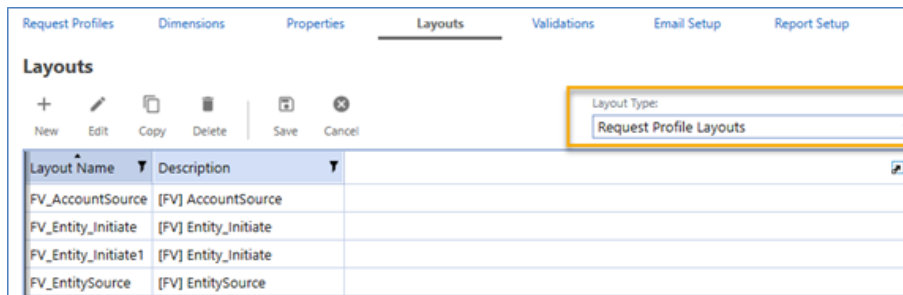 Request Profiles Dimensions Properties Layouts Validations Email Setup Report Setup
Layouts
New Edit Copy Delete Save Cancel
Layout Type:
Request Profile Layouts
Layout Name Description
FV_AccountSource [FV] AccountSource
FV_Entity_Initiate [FV] Entity_Initiate
FV_Entity_Initiate1 [FV] Entity_Initiate
FV_EntitySource [FV] EntitySource